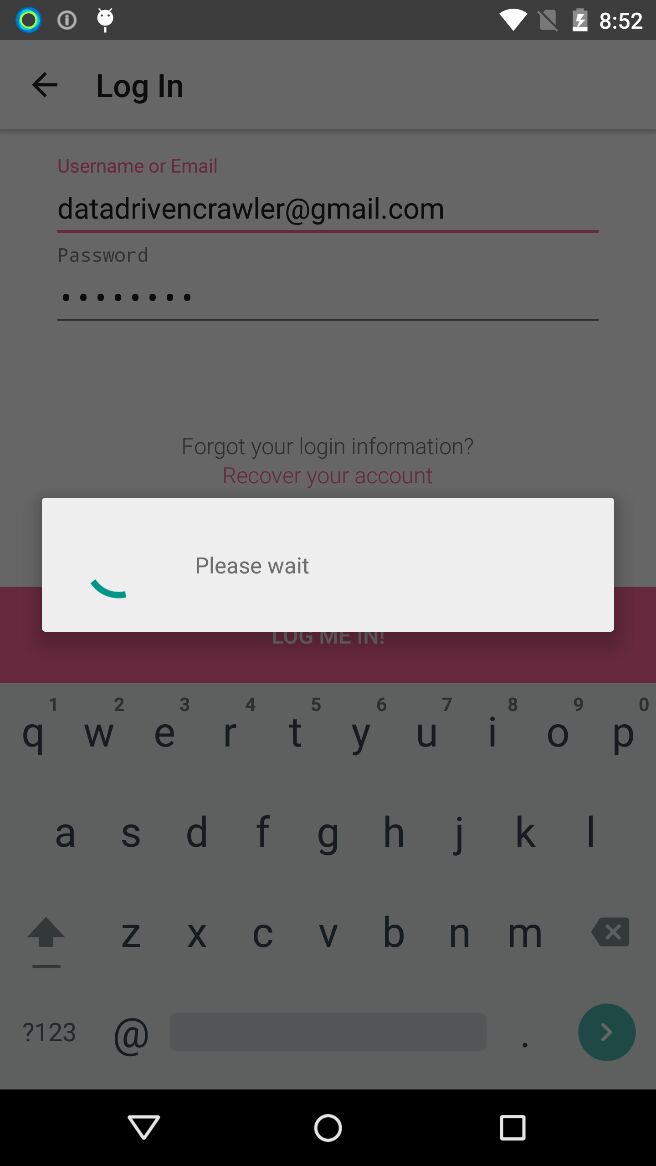 8:52
Log In
Username or Email
datadrivencrawler@gmail.com
Password
Forgot your login information?
Recover your account
Please wait
LOG ME IN!
1 2 3 4 5 6 7 8 9 0
q w e r t y u i o p
a s d f g h j k l
z x c v b n m
?123 @ .